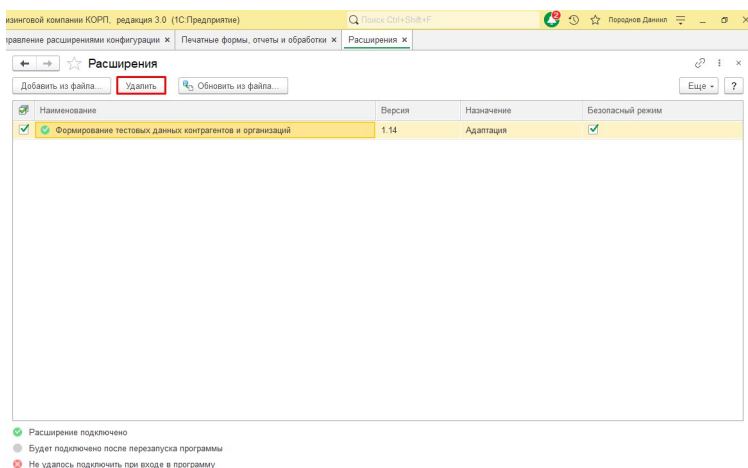 изинговой компании КОРП, редакция 3.0 (1С:Предприятие) Поиск Ctrl+Shift+F 2 Породнов Даниил
правление расширениями конфигурации × Печатные формы, отчеты и обработки × Расширения ×
Расширения
Добавить из файла... Удалить Обновить из файла... Еще ?
Наименование Версия Назначение Безопасный режим
Формирование тестовых данных контрагентов и организаций 1.14 Адаптация
Расширение подключено
Будет подключено после перезапуска программы
Не удалось подключить при входе в программу